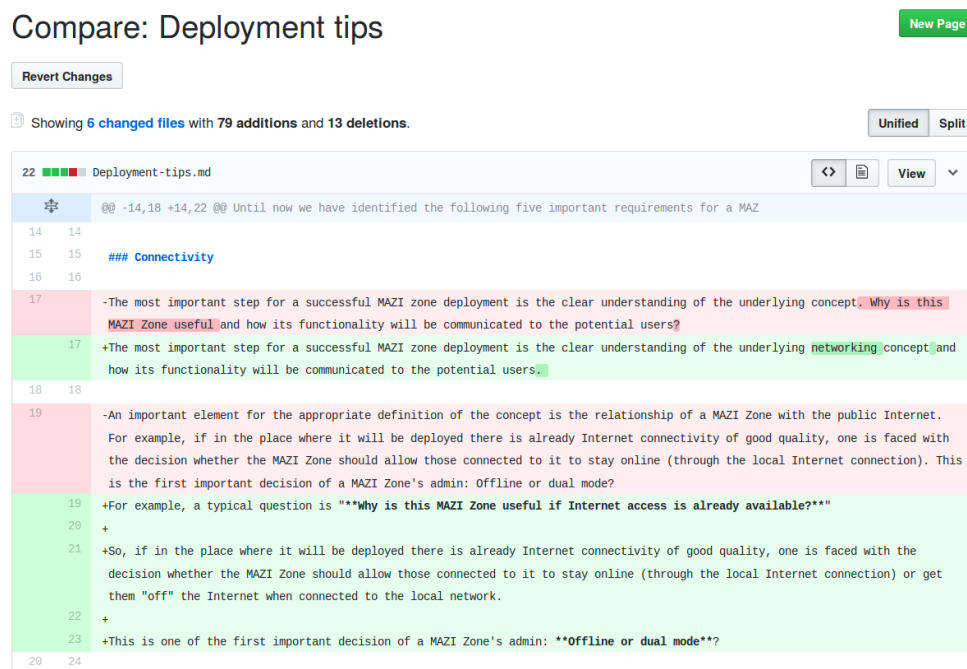 Compare: Deployment tips
New Page
Revert Changes
Showing 6 changed files with 79 additions and 13 deletions.
Unified Split
22 Deployment-tips.md
View
@@ -14,18 +14,22 @@ Until now we have identified the following five important requirements for a MAZ
14 14
15 15 ### Connectivity
16 16
17 -The most important step for a successful MAZI zone deployment is the clear understanding of the underlying concept. Why is this
MAZI Zone useful and how its functionality will be communicated to the potential users?
17 +The most important step for a successful MAZI zone deployment is the clear understanding of the underlying networking concept and
how its functionality will be communicated to the potential users.
18 18
19 -An important element for the appropriate definition of the concept is the relationship of a MAZI Zone with the public Internet.
For example, if in the place where it will be deployed there is already Internet connectivity of good quality, one is faced with
the decision whether the MAZI Zone should allow those connected to it to stay online (through the local Internet connection). This
is the first important decision of a MAZI Zone's admin: Offline or dual mode?
19 +For example, a typical question is "**Why is this MAZI Zone useful if Internet access is already available?**"
20 +
21 +So, if in the place where it will be deployed there is already Internet connectivity of good quality, one is faced with the
decision whether the MAZI Zone should allow those connected to it to stay online (through the local Internet connection) or get
them "off" the Internet when connected to the local network.
22 +
23 +This is one of the first important decision of a MAZI Zone's admin: **Offline or dual mode**?
20 24